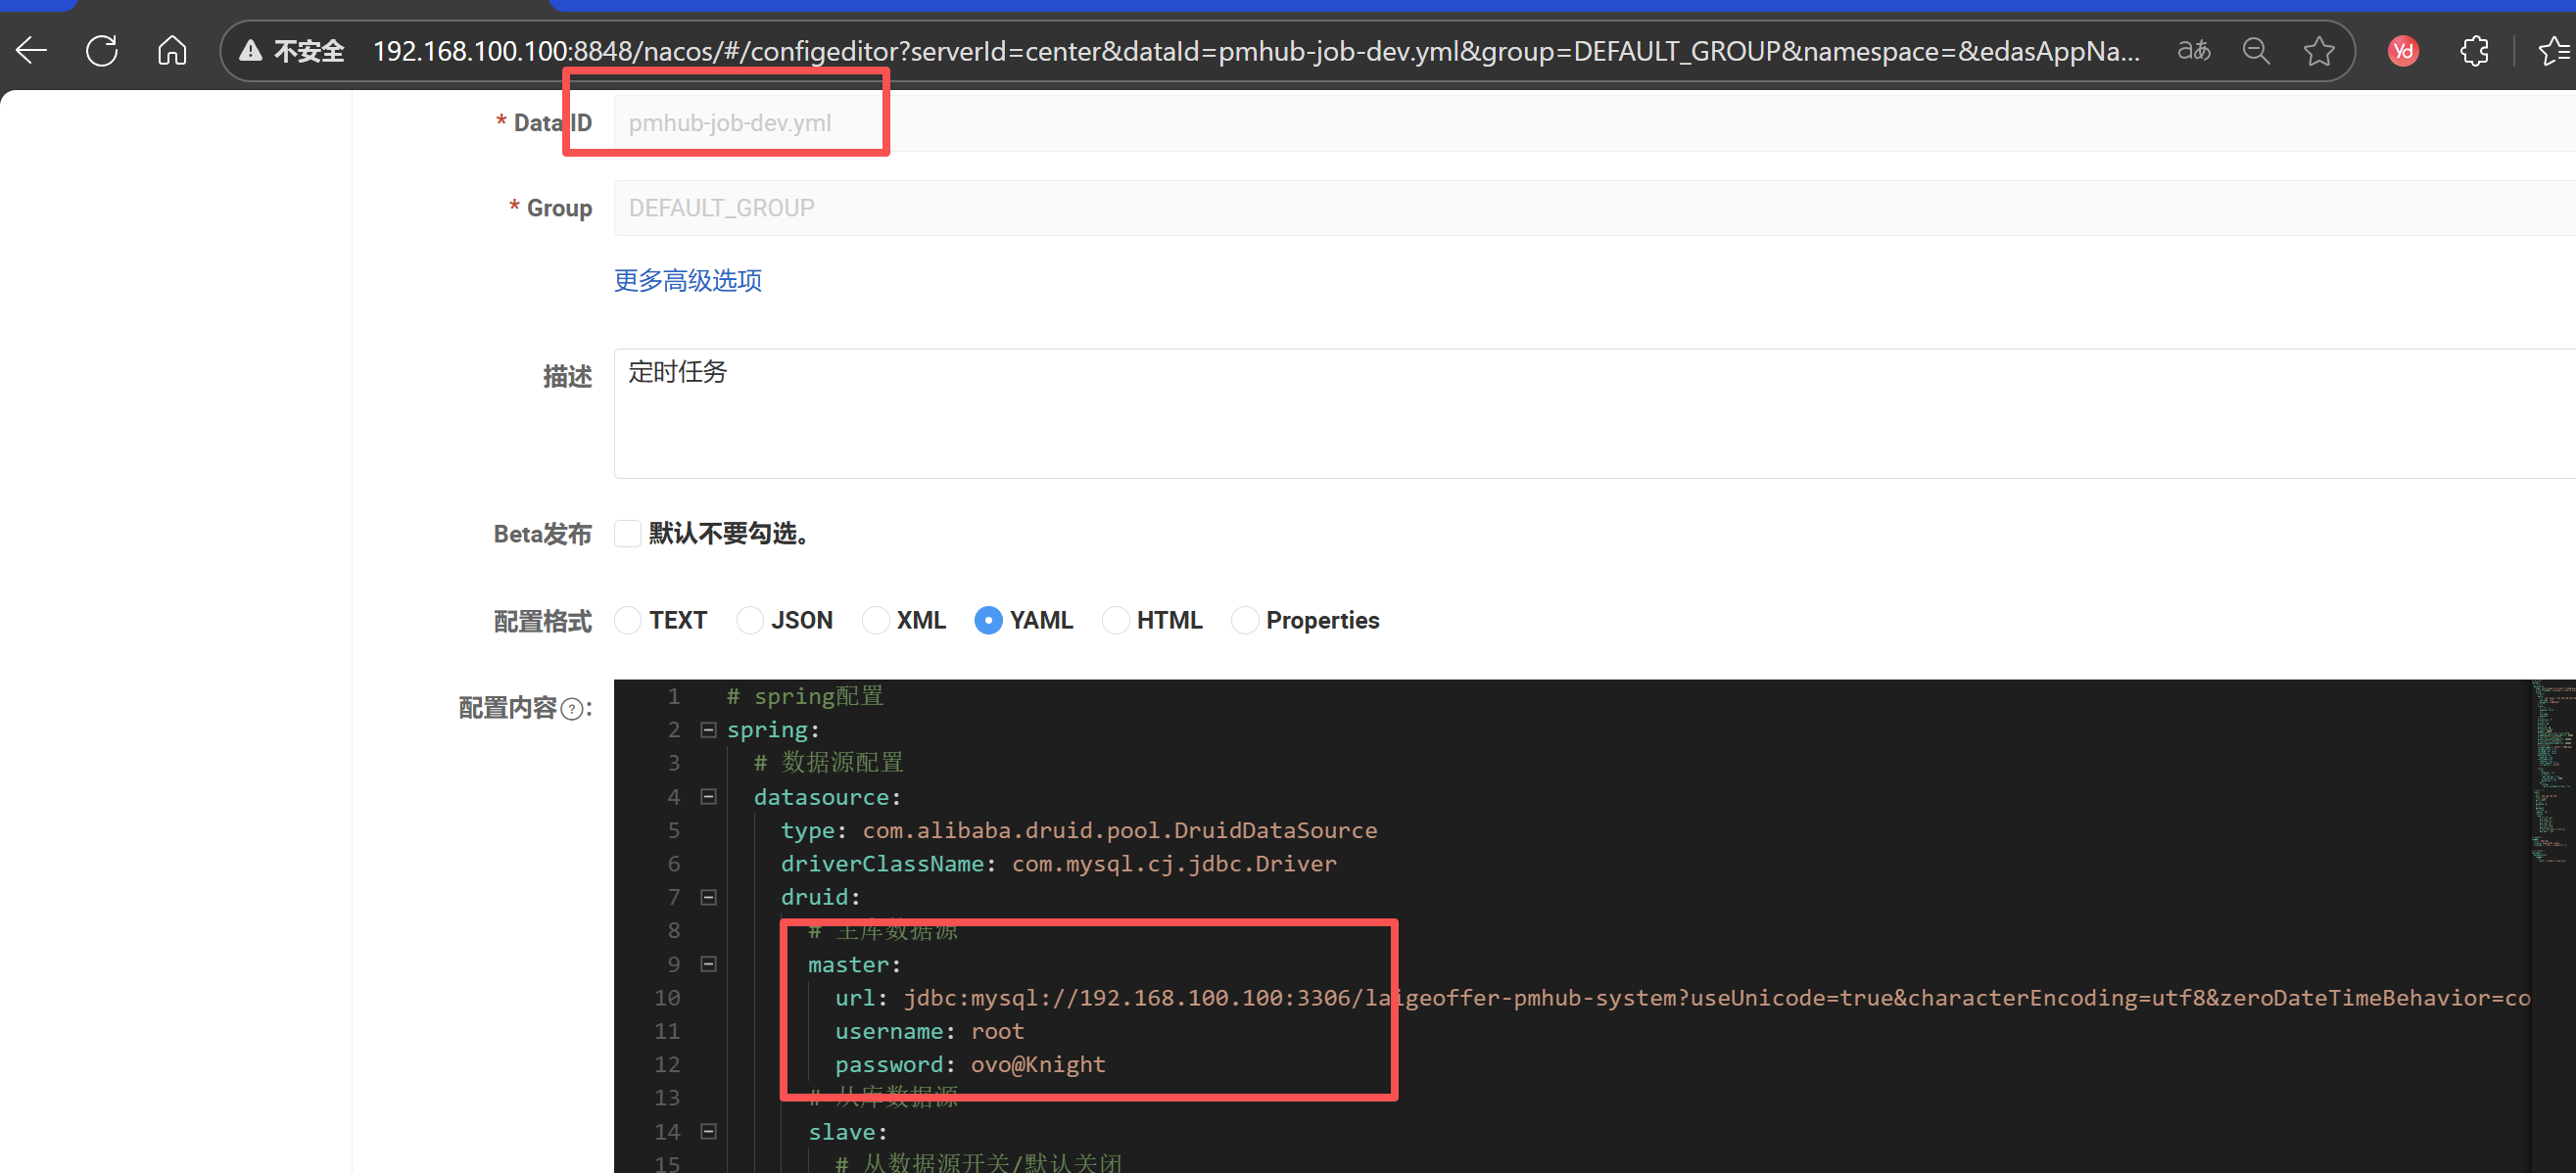 不安全 192.168.100.100:8848/nacos/#/configeditor?serverId=center&dataId=pmhub-job-dev.yml&group=DEFAULT_GROUP&namespace=&edasAppNa... aあ Yd
* Data ID pmhub-job-dev.yml
* Group DEFAULT_GROUP
更多高级选项
描述 定时任务
Beta发布 默认不要勾选。
配置格式 TEXT JSON XML YAML HTML Properties
配置内容?:
1 # spring配置
2 spring:
3 # 数据源配置
4 datasource:
5 type: com.alibaba.druid.pool.DruidDataSource
6 driverClassName: com.mysql.cj.jdbc.Driver
7 druid:
8 # 主库数据源
9 master:
10 url: jdbc:mysql://192.168.100.100:3306/laigeoffer-pmhub-system?useUnicode=true&characterEncoding=utf8&zeroDateTimeBehavior=co
11 username: root
12 password: ovo@Knight
13 # 从库数据源
14 slave:
15 # 从数据源开关/默认关闭